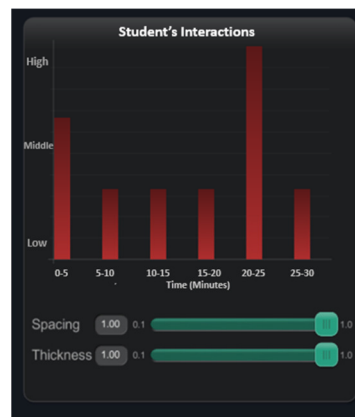 Student's Interactions
High
Middle
Low
0-5 5-10 10-15 15-20 20-25 25-30
Time (Minutes)
Spacing 1.00 0.1 1.0
Thickness 1.00 0.1 1.0